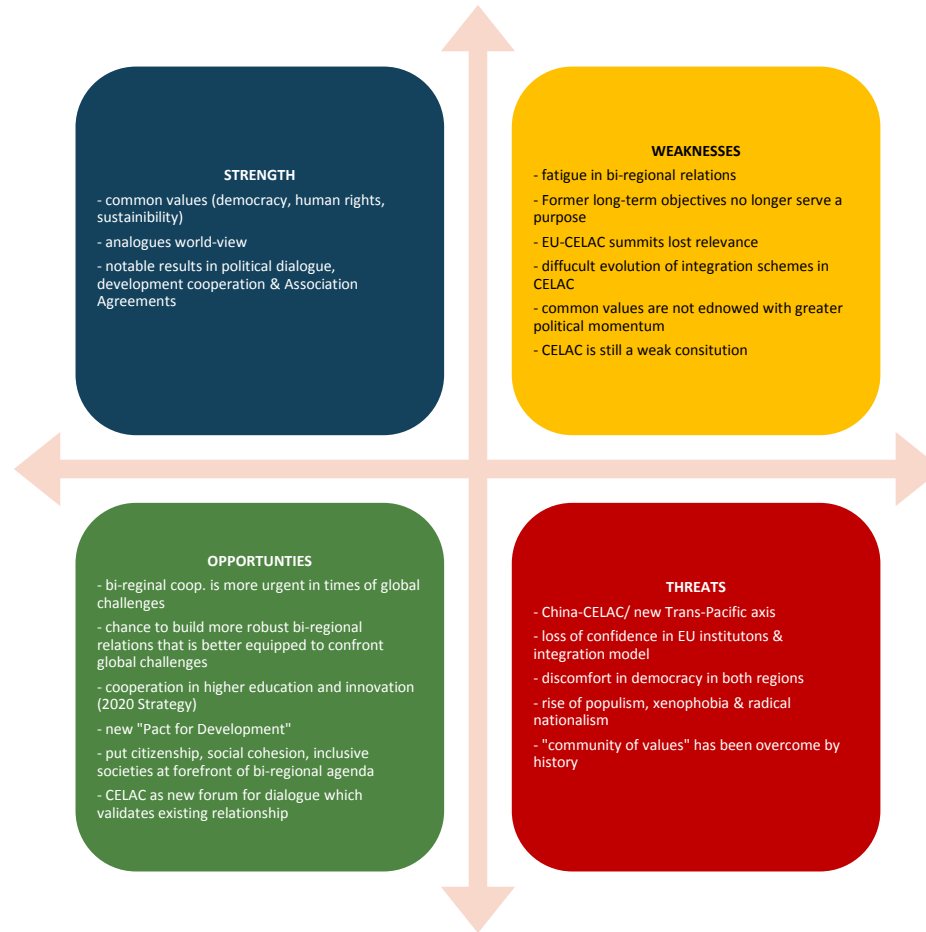 STRENGTH
- common values (democracy, human rights,
sustainibility)
- analogues world-view
- notable results in political dialogue,
development cooperation & Association
Agreements
WEAKNESSES
- fatigue in bi-regional relations
- Former long-term objectives no longer serve a
purpose
- EU-CELAC summits lost relevance
- diffucult evolution of integration schemes in
CELAC
- common values are not ednowed with greater
political momentum
- CELAC is still a weak consitution
OPPORTUNTIES
- bi-reginal coop. is more urgent in times of global
challenges
- chance to build more robust bi-regional
relations that is better equipped to confront
global challenges
- cooperation in higher education and innovation
(2020 Strategy)
- new "Pact for Development"
- put citizenship, social cohesion, inclusive
societies at forefront of bi-regional agenda
- CELAC as new forum for dialogue which
validates existing relationship
THREATS
- China-CELAC/ new Trans-Pacific axis
- loss of confidence in EU institutons &
integration model
- discomfort in democracy in both regions
- rise of populism, xenophobia & radical
nationalism
- "community of values" has been overcome by
history